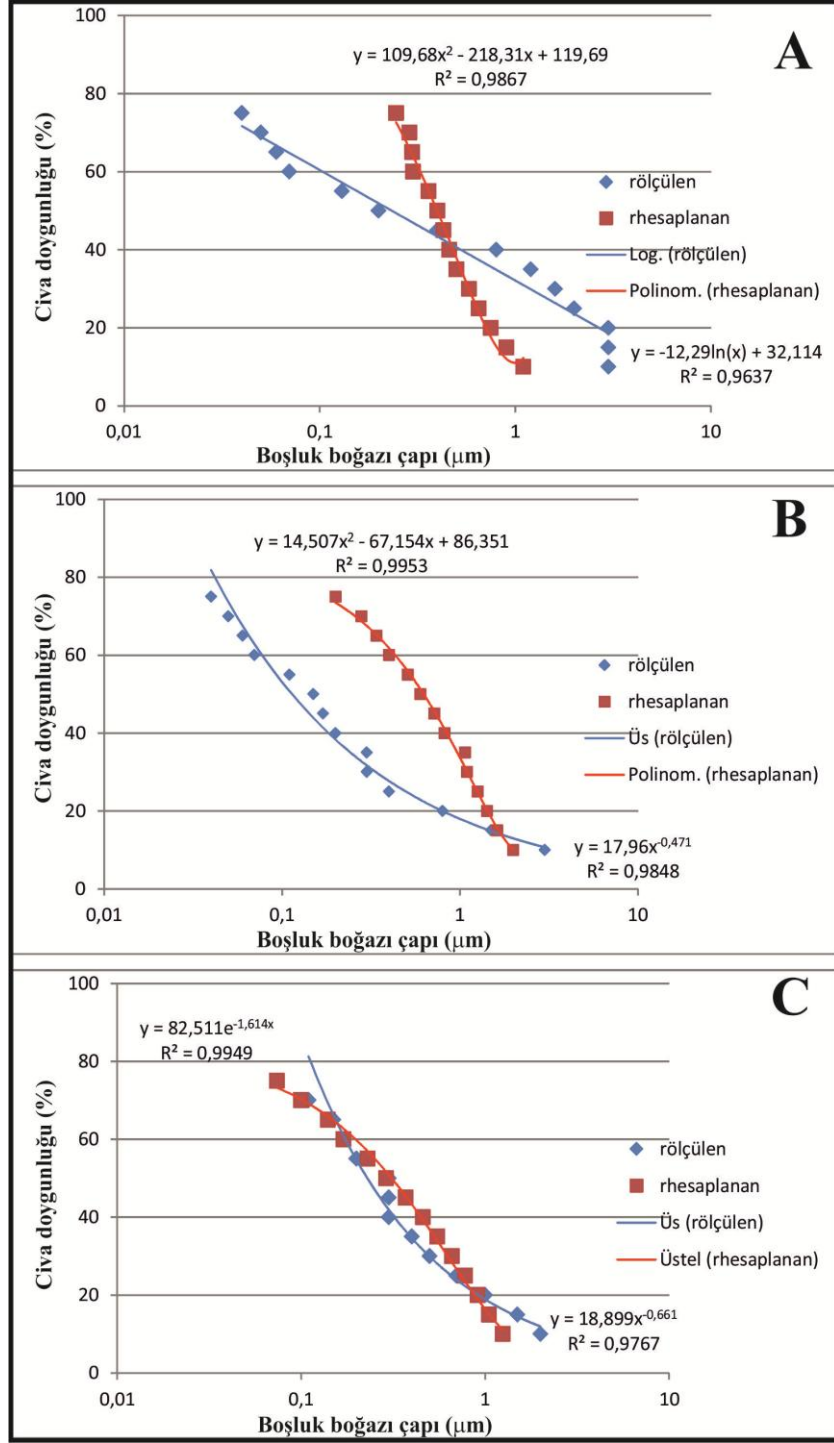 A
y = 109,68x² - 218,31x + 119,69
R² = 0,9867
100
80
60
40
20
0
Civa doygunluğu (%)
rölçülen
rhesaplanan
Log. (rölçülen)
Polinom. (rhesaplanan)
y = -12,29ln(x) + 32,114
R² = 0,9637
0,01
0,1
1
10
Boşluk boğazı çapı (µm)
B
y = 14,507x² - 67,154x + 86,351
R² = 0,9953
100
80
60
40
20
0
Civa doygunluğu (%)
rölçülen
rhesaplanan
Üs (rölçülen)
Polinom. (rhesaplanan)
y = 17,96x⁻⁰,⁴⁷¹
R² = 0,9848
0,01
0,1
1
10
Boşluk boğazı çapı (µm)
C
y = 82,511e⁻¹,⁶¹⁴ˣ
R² = 0,9949
100
80
60
40
20
0
Civa doygunluğu (%)
rölçülen
rhesaplanan
Üs (rölçülen)
Üstel (rhesaplanan)
y = 18,899x⁻⁰,⁶⁶¹
R² = 0,9767
0,01
0,1
1
10
Boşluk boğazı çapı (µm)